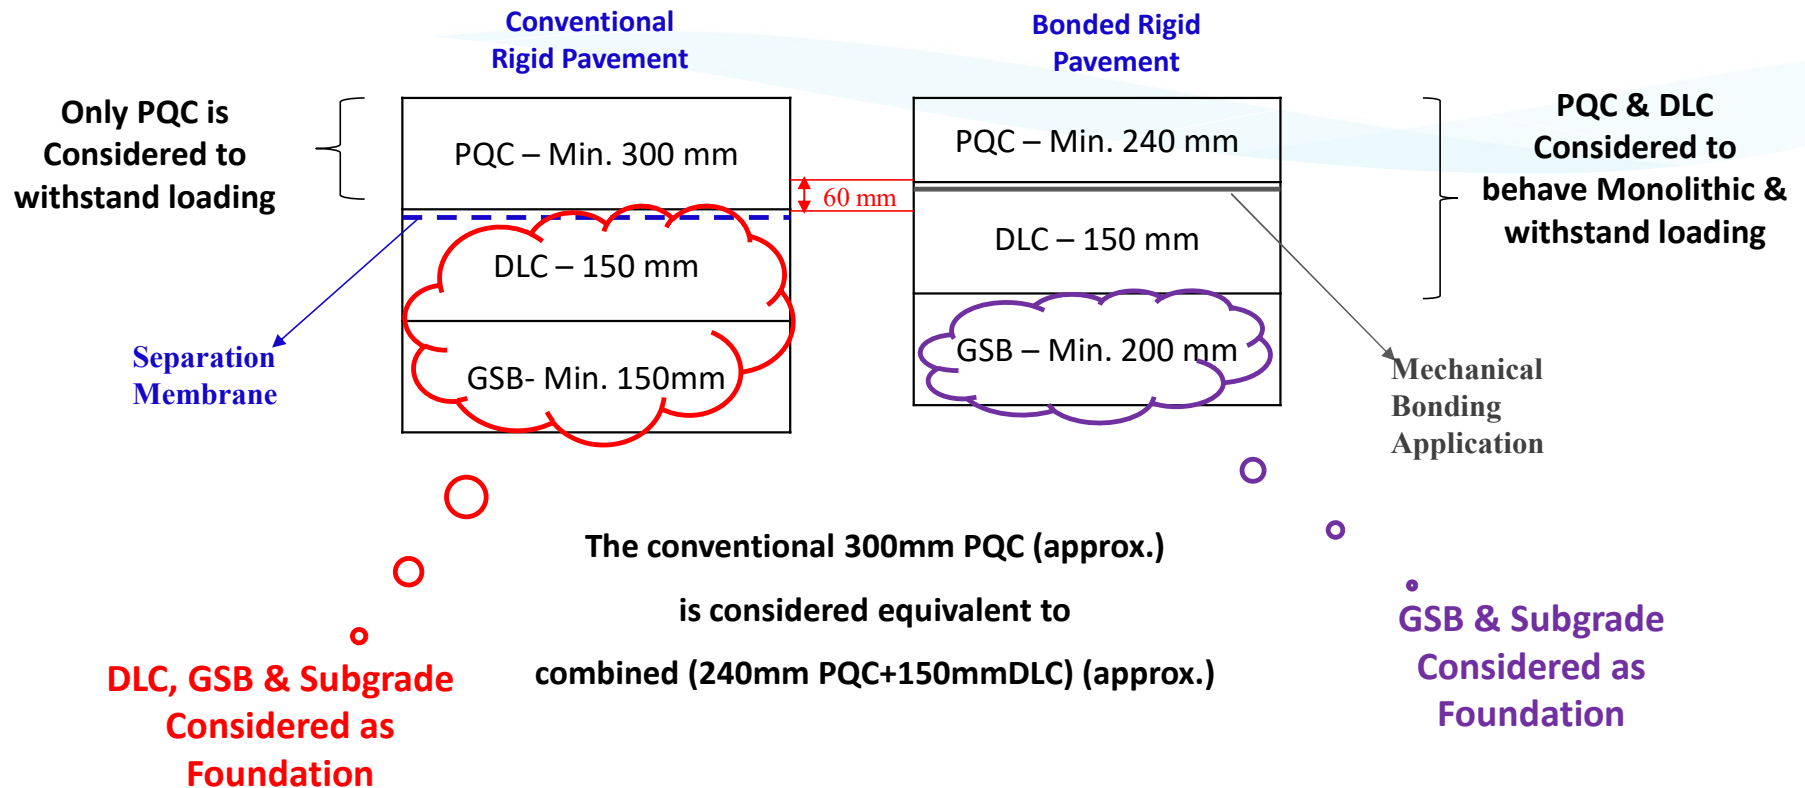 Conventional
Rigid Pavement
Bonded Rigid
Pavement
Only PQC is
Considered to
withstand loading
PQC – Min. 300 mm
60 mm
PQC – Min. 240 mm
PQC & DLC
Considered to
behave Monolithic &
withstand loading
DLC – 150 mm
DLC – 150 mm
Separation
Membrane
GSB- Min. 150mm
GSB – Min. 200 mm
Mechanical
Bonding
Application
The conventional 300mm PQC (approx.)
is considered equivalent to
combined (240mm PQC+150mmDLC) (approx.)
DLC, GSB & Subgrade
Considered as
Foundation
GSB & Subgrade
Considered as
Foundation